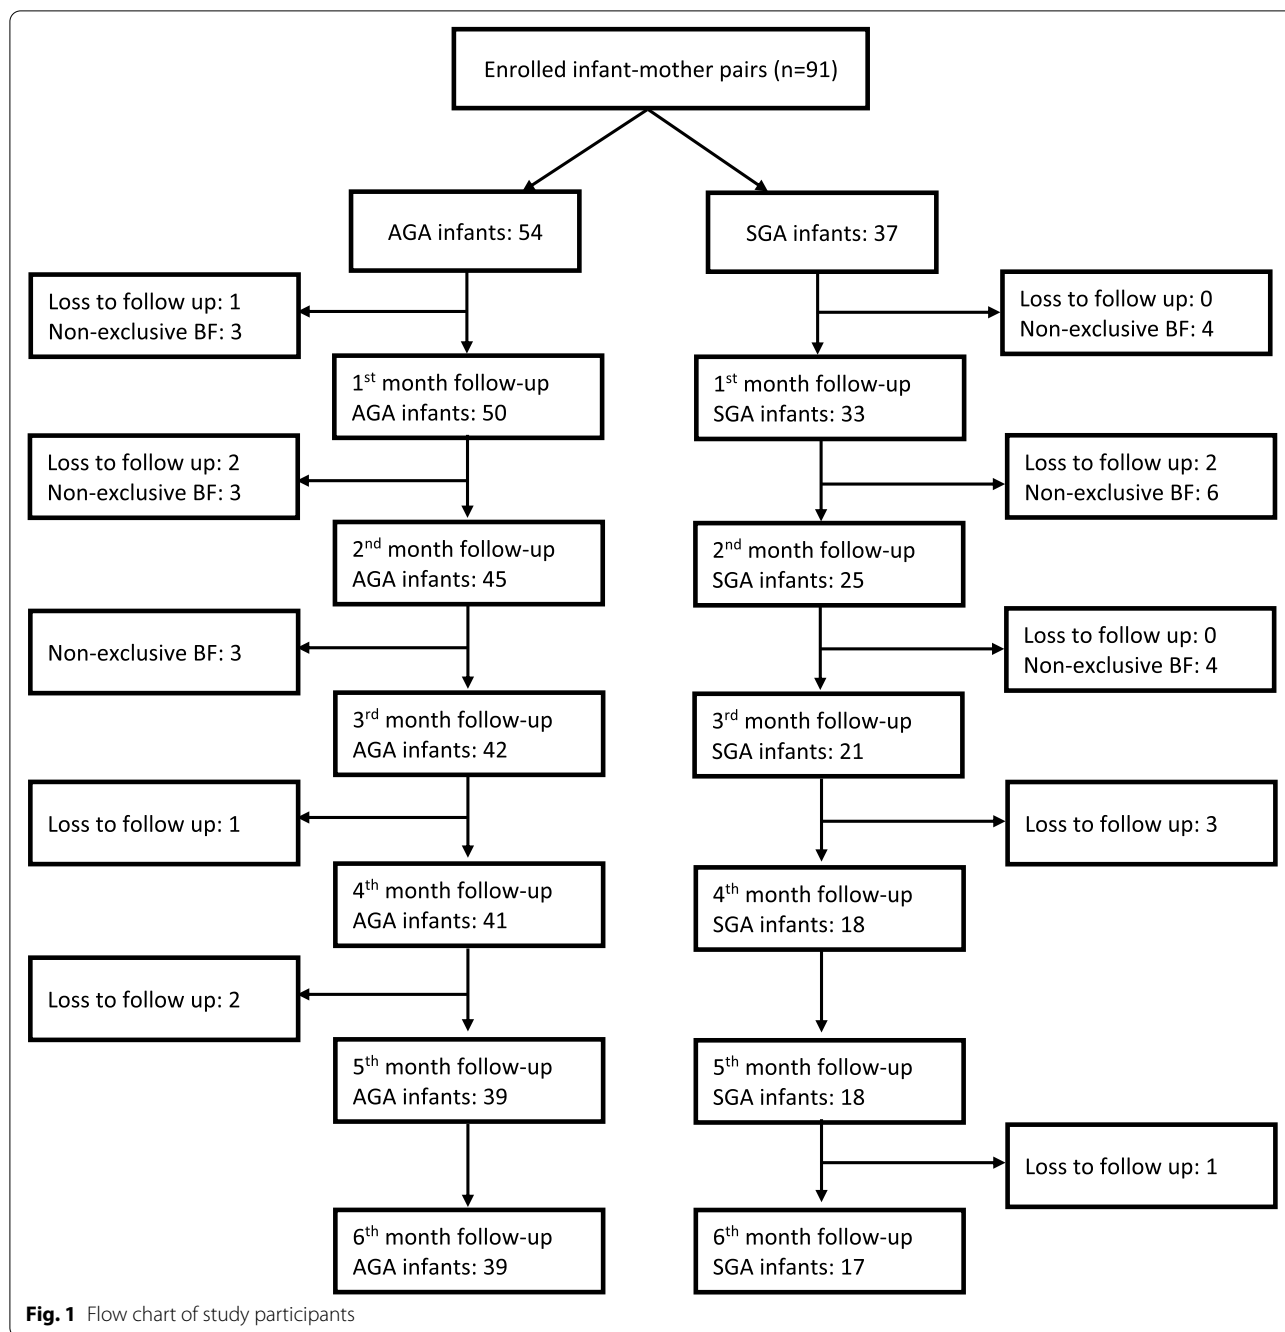 Enrolled infant-mother pairs (n=91)
AGA infants: 54
SGA infants: 37
Loss to follow up: 1
Non-exclusive BF: 3
Loss to follow up: 0
Non-exclusive BF: 4
1st month follow-up
AGA infants: 50
1st month follow-up
SGA infants: 33
Loss to follow up: 2
Non-exclusive BF: 3
Loss to follow up: 2
Non-exclusive BF: 6
2nd month follow-up
AGA infants: 45
2nd month follow-up
SGA infants: 25
Non-exclusive BF: 3
Loss to follow up: 0
Non-exclusive BF: 4
3rd month follow-up
AGA infants: 42
3rd month follow-up
SGA infants: 21
Loss to follow up: 1
Loss to follow up: 3
4th month follow-up
AGA infants: 41
4th month follow-up
SGA infants: 18
Loss to follow up: 2
5th month follow-up
AGA infants: 39
5th month follow-up
SGA infants: 18
Loss to follow up: 1
6th month follow-up
AGA infants: 39
6th month follow-up
SGA infants: 17
Fig. 1 Flow chart of study participants